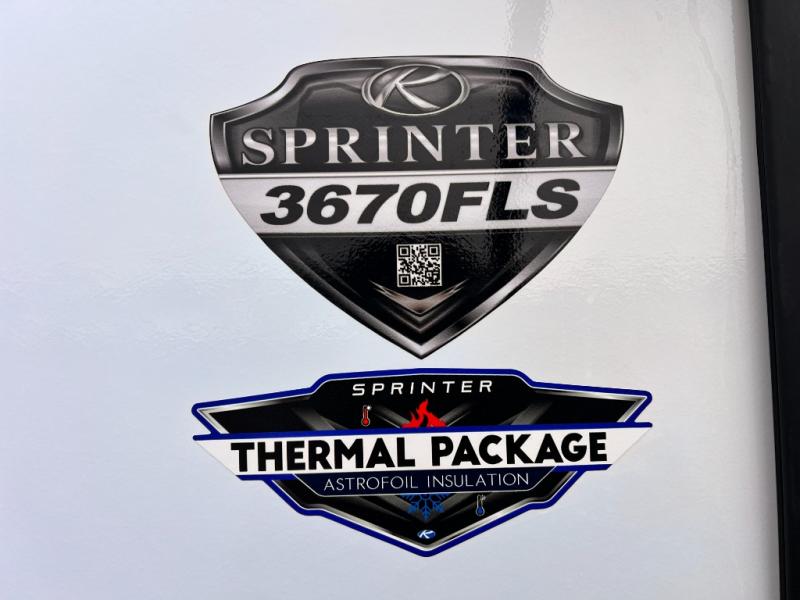 K
SPRINTER
3670FLS
SPRINTER
THERMAL PACKAGE
ASTROFOIL INSULATION
K